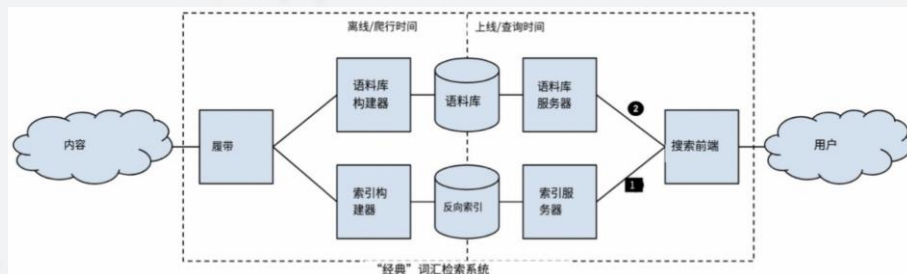 离线/爬行时间
上线/查询时间
语料库
构建器
语料库
语料库
服务器
2
内容
履带
搜索前端
用户
1
索引构
建器
反向索引
索引服
务器
“经典”词汇检索系统